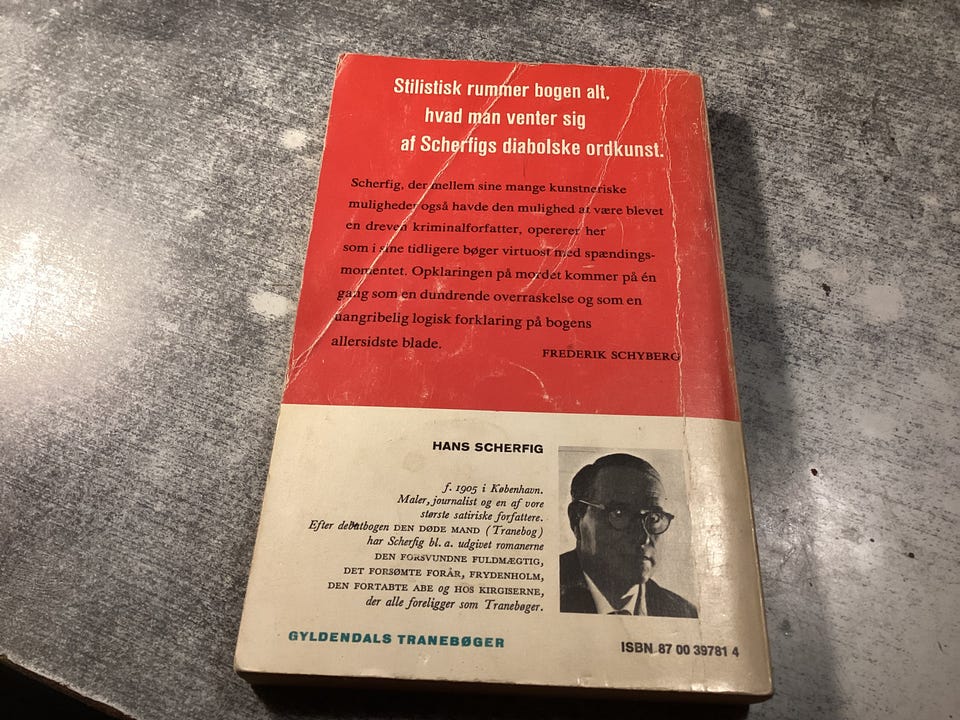 Stilistisk rummer bogen alt,
hvad man venter sig
af Scherfigs diabolske ordkunst.
Scherfig, der mellem sine mange kunstneriske
muligheder også havde den mulighed at være blevet
en dreven kriminalforfatter, opererer her
som i sine tidligere bøger virtuost med spændings-
momentet. Opklaringen på mordet kommer på én
gang som en dundrende overraskelse og som en
uangribelig logisk forklaring på bogens
allersidste blade.
FREDERIK SCHYBERG
HANS SCHERFIG
f. 1905 i København.
Maler, journalist og en af vore
største satiriske forfattere.
Efter debutbogen DEN DØDE MAND (Tranebog)
har Scherfig bl. a. udgivet romanerne
DEN FORSVUNDNE FULDMÆGTIG,
DET FORSØMTE FORÅR, FRYDENHOLM,
DEN FORTABTE ABE og HOS KIRGISERNE,
der alle foreligger som Tranebøger.
GYLDENDALS TRANEBØGER
ISBN 87 00 39781 4